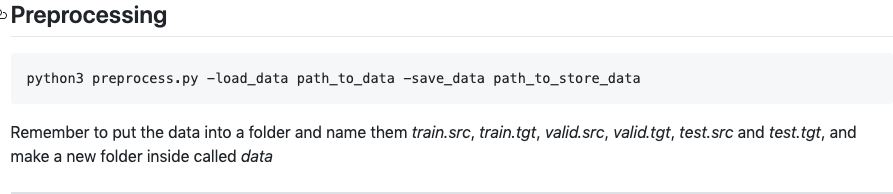 Preprocessing
python3 preprocess.py -load_data path_to_data -save_data path_to_store_data
Remember to put the data into a folder and name them train.src, train.tgt, valid.src, valid.tgt, test.src and test.tgt, and
make a new folder inside called data